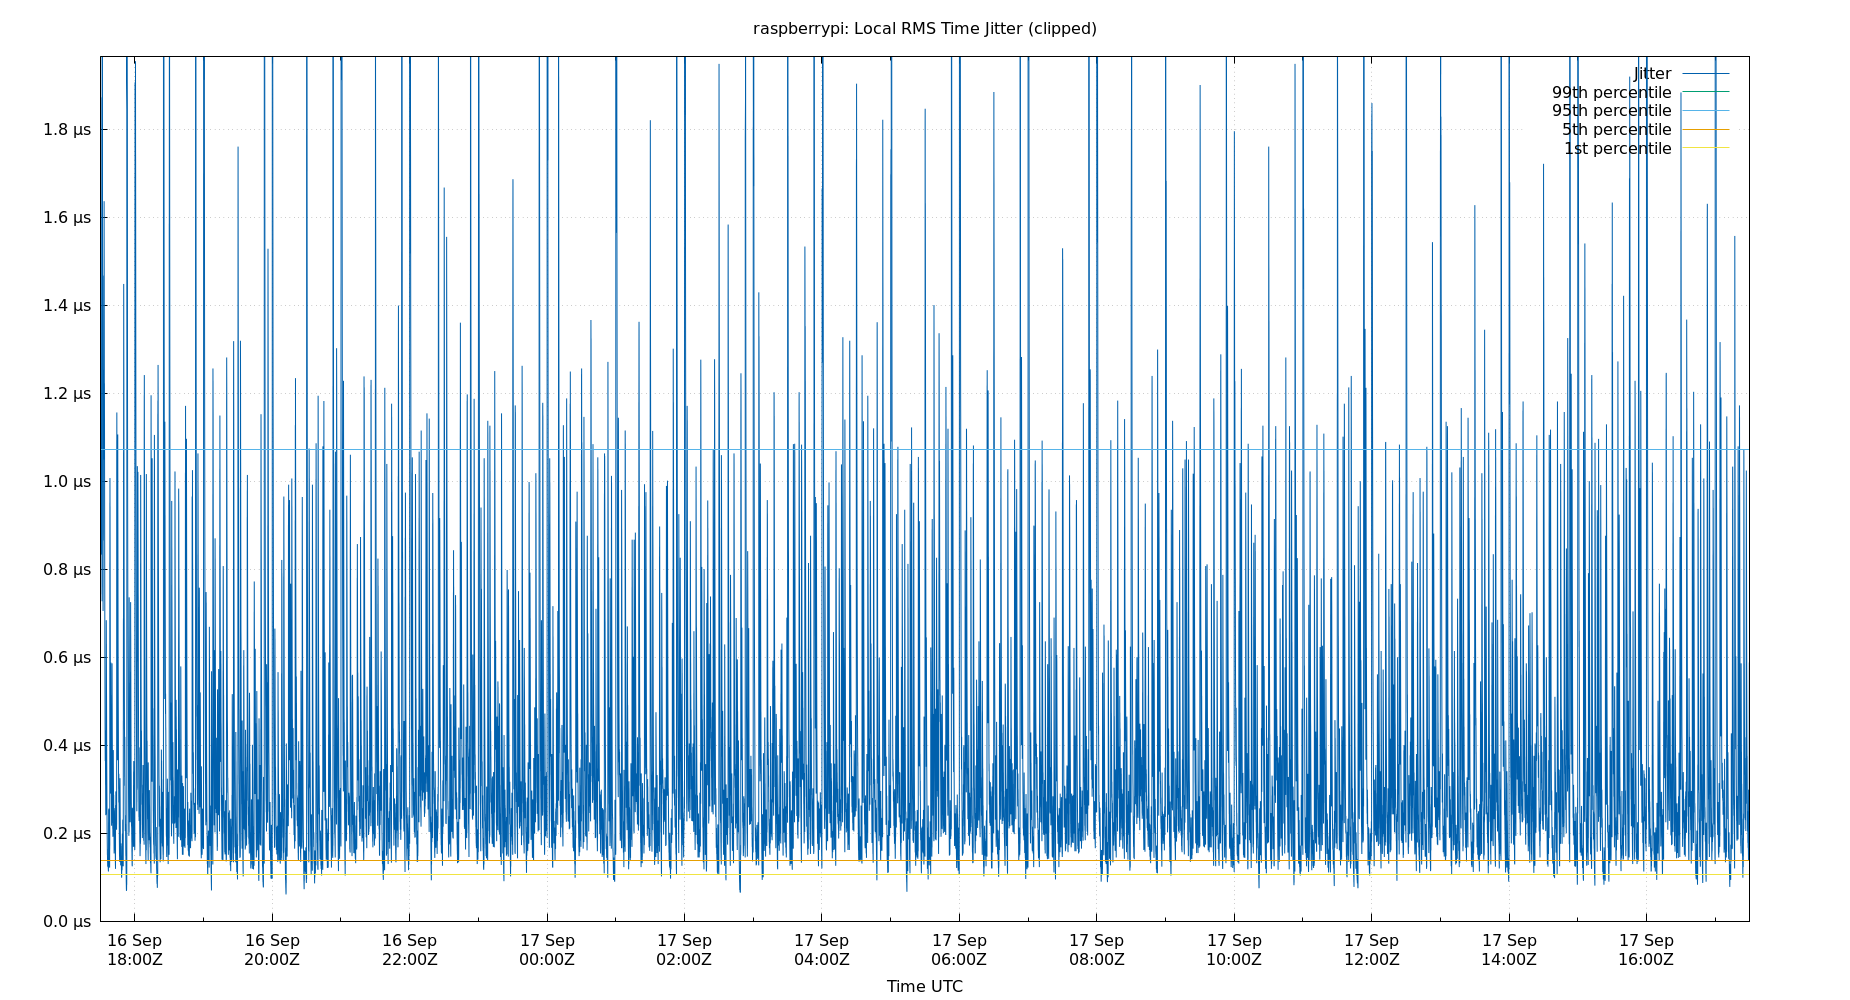 raspberrypi: Local RMS Time Jitter (clipped)
Jitter
99th percentile
95th percentile
5th percentile
1st percentile
1.8 µs
1.6 µs
1.4 µs
1.2 µs
1.0 µs
0.8 µs
0.6 µs
0.4 µs
0.2 µs
0.0 µs
16 Sep 16 Sep 16 Sep 17 Sep 17 Sep 17 Sep 17 Sep 17 Sep 17 Sep 17 Sep 17 Sep 17 Sep
18:00Z 20:00Z 22:00Z 00:00Z 02:00Z 04:00Z 06:00Z 08:00Z 10:00Z 12:00Z 14:00Z 16:00Z
Time UTC